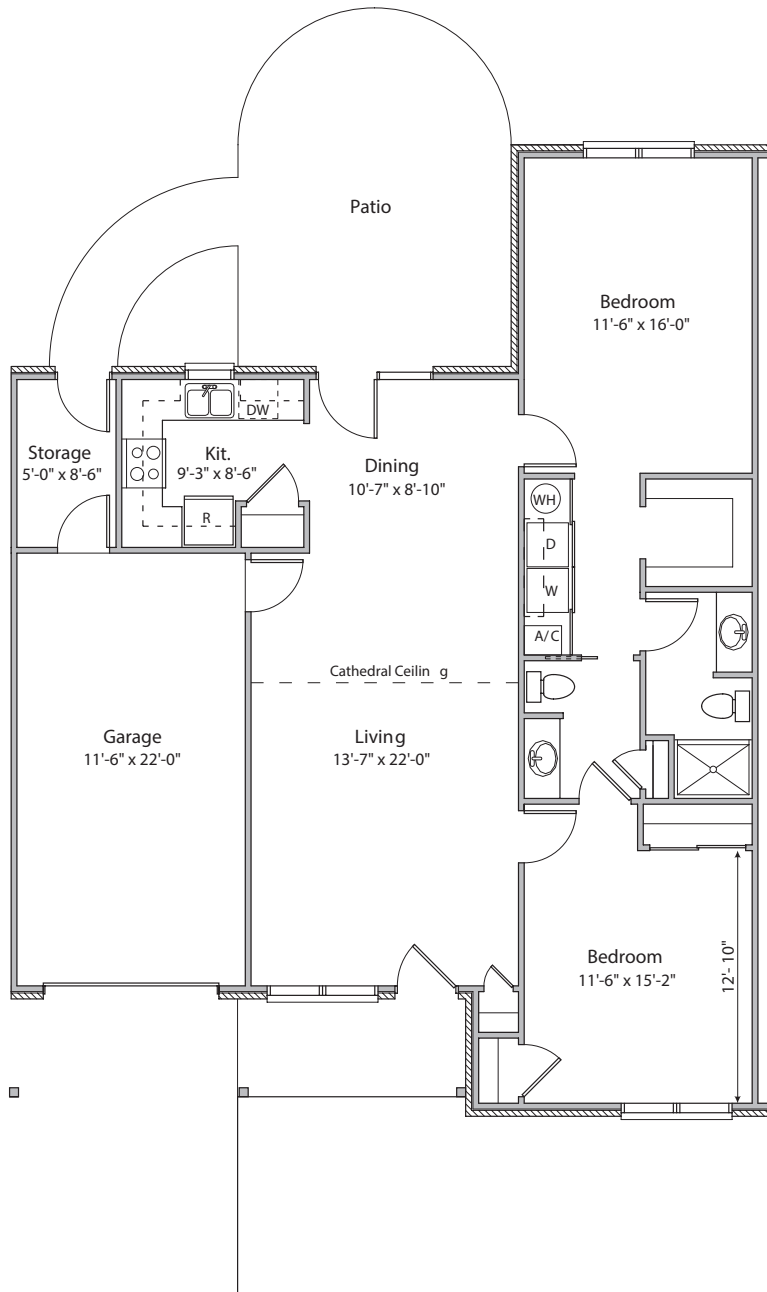 Patio
Bedroom
11'-6" x 16'-0"
DW
Storage
5'-0" x 8'-6"
Kit.
9'-3" x 8'-6"
Dining
10'-7" x 8'-10"
WH
R
D
W
A/C
Cathedral Ceilin g
Garage
11'-6" x 22'-0"
Living
13'-7" x 22'-0"
Bedroom
11'-6" x 15'-2"
12'- 10"